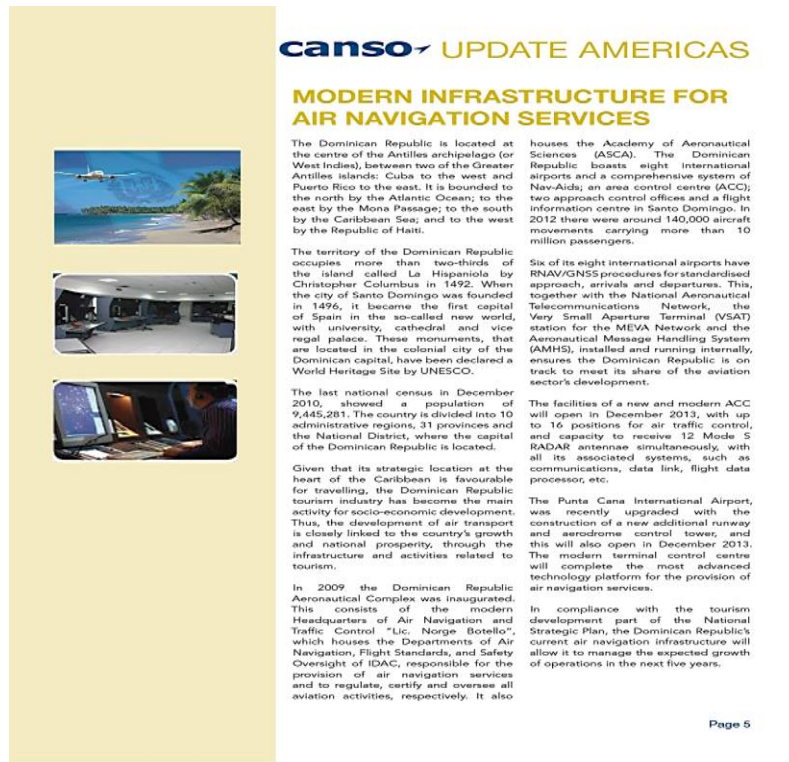 canso UPDATE AMERICAS
MODERN INFRASTRUCTURE FOR
AIR NAVIGATION SERVICES
The Dominican Republic is located at
the centre of the Antilles archipelago (or
West Indies), between two of the Greater
Antilles islands: Cuba to the west and
Puerto Rico to the east. It is bounded to
the north by the Atlantic Ocean; to the
east by the Mona Passage; to the south
by the Caribbean Sea; and to the west
by the Republic of Haiti.
The territory of the Dominican Republic
occupies more than two-thirds of
the island called La Hispaniola by
Christopher Columbus in 1492. When
the city of Santo Domingo was founded
in 1496, it became the first capital
of Spain in the so-called new world,
with university, cathedral and vice
regal palace. These monuments, that
are located in the colonial city of the
Dominican capital, have been declared a
World Heritage Site by UNESCO.
The last national census in December
2010, showed a population of
9,445,281. The country is divided into 10
administrative regions, 31 provinces and
the National District, where the capital
of the Dominican Republic is located.
Given that its strategic location at the
heart of the Caribbean is favourable
for travelling, the Dominican Republic
tourism industry has become the main
activity for socio-economic development.
Thus, the development of air transport
is closely linked to the country's growth
and national prosperity, through the
infrastructure and activities related to
tourism.
In 2009 the Dominican Republic
Aeronautical Complex was inaugurated.
This consists of the modern
Headquarters of Air Navigation and
Traffic Control "Lic. Norge Botello",
which houses the Departments of Air
Navigation, Flight Standards, and Safety
Oversight of IDAC, responsible for the
provision of air navigation services
and to regulate, certify and oversee all
aviation activities, respectively. It also
houses the Academy of Aeronautical
Sciences (ASCA). The Dominican
Republic boasts eight international
airports and a comprehensive system of
Nav-Aids; an area control centre (ACC);
two approach control offices and a flight
information centre in Santo Domingo. In
2012 there were around 140,000 aircraft
movements carrying more than 10
million passengers.
Six of its eight international airports have
RNAV/GNSS procedures for standardised
approach, arrivals and departures. This,
together with the National Aeronautical
Telecommunications Network, the
Very Small Aperture Terminal (VSAT)
station for the MEVA Network and the
Aeronautical Message Handling System
(AMHS), installed and running internally,
ensures the Dominican Republic is on
track to meet its share of the aviation
sector's development.
The facilities of a new and modern ACC
will open in December 2013, with up
to 16 positions for air traffic control,
and capacity to receive 12 Mode S
RADAR antennae simultaneously, with
all its associated systems, such as
communications, data link, flight data
processor, etc.
The Punta Cana International Airport,
was recently upgraded with the
construction of a new additional runway
and aerodrome control tower, and
this will also open in December 2013.
The modern terminal control centre
will complete the most advanced
technology platform for the provision of
air navigation services.
In compliance with the tourism
development part of the National
Strategic Plan, the Dominican Republic's
current air navigation infrastructure will
allow it to manage the expected growth
of operations in the next five years.
Page 5